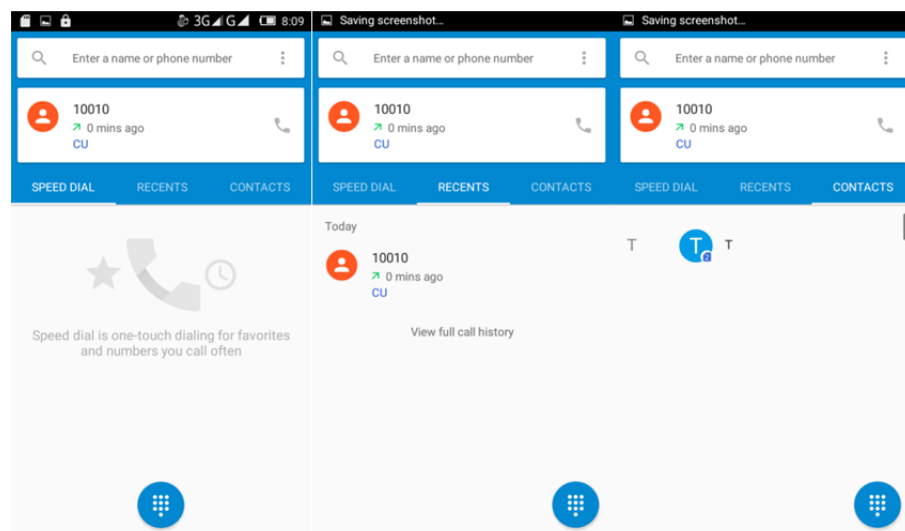 3G G 8:09
Enter a name or phone number
10010
0 mins ago
CU
SPEED DIAL RECENTS CONTACTS
Speed dial is one-touch dialing for favorites
and numbers you call often
Saving screenshot...
Enter a name or phone number
10010
0 mins ago
CU
SPEED DIAL RECENTS CONTACTS
Today
10010
0 mins ago
CU
View full call history
Saving screenshot...
Enter a name or phone number
10010
0 mins ago
CU
SPEED DIAL RECENTS CONTACTS
T T T